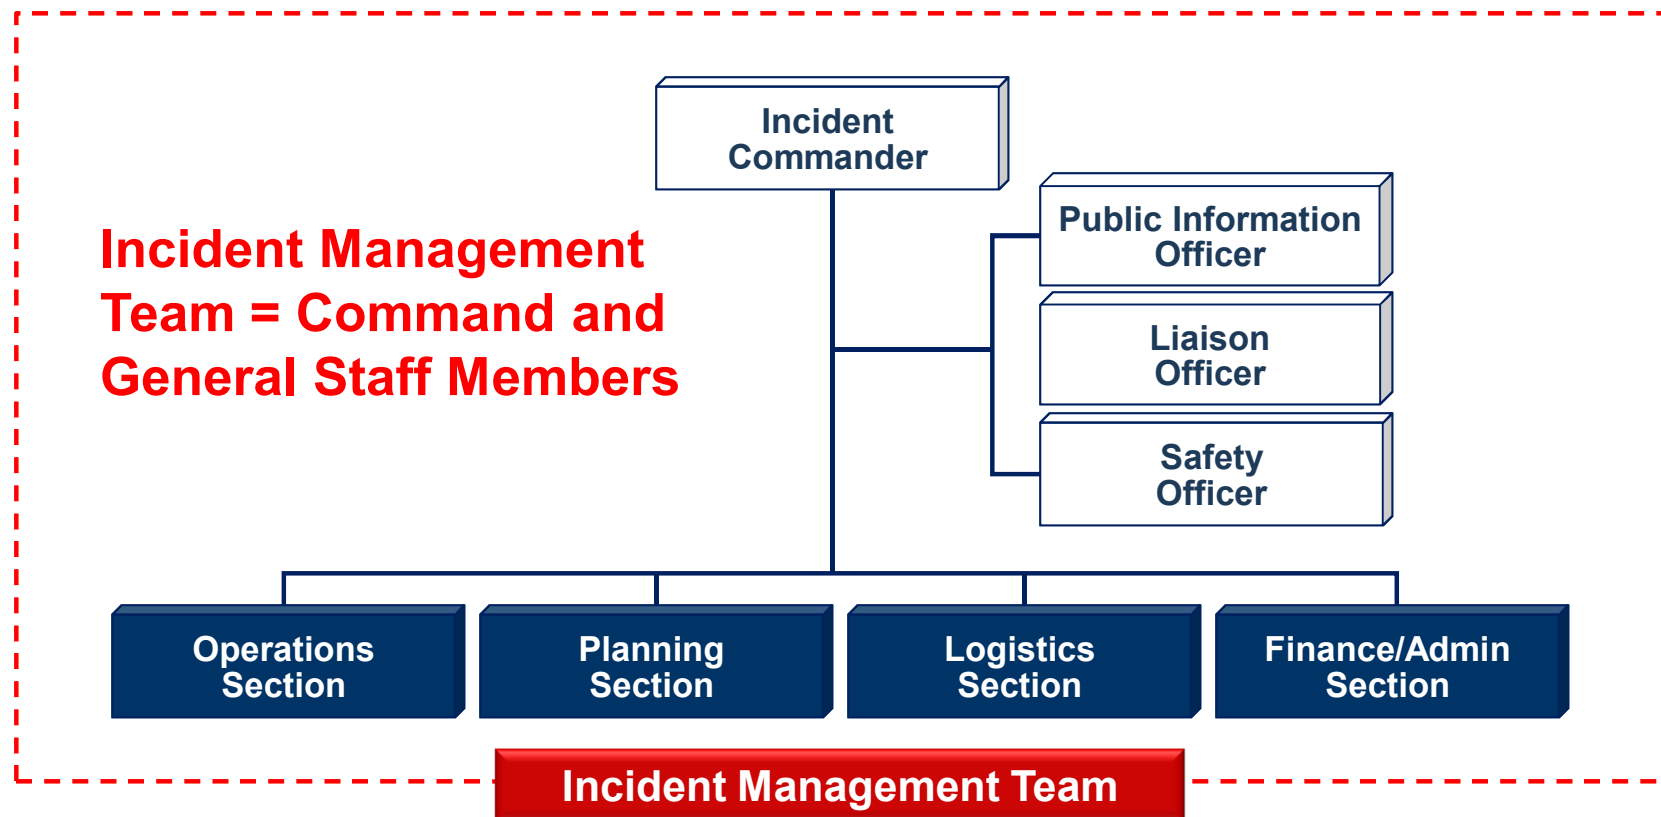 Incident
Commander
Public Information
Officer
Incident Management
Team = Command and
General Staff Members
Liaison
Officer
Safety
Officer
Operations
Section
Planning
Section
Logistics
Section
Finance/Admin
Section
Incident Management Team